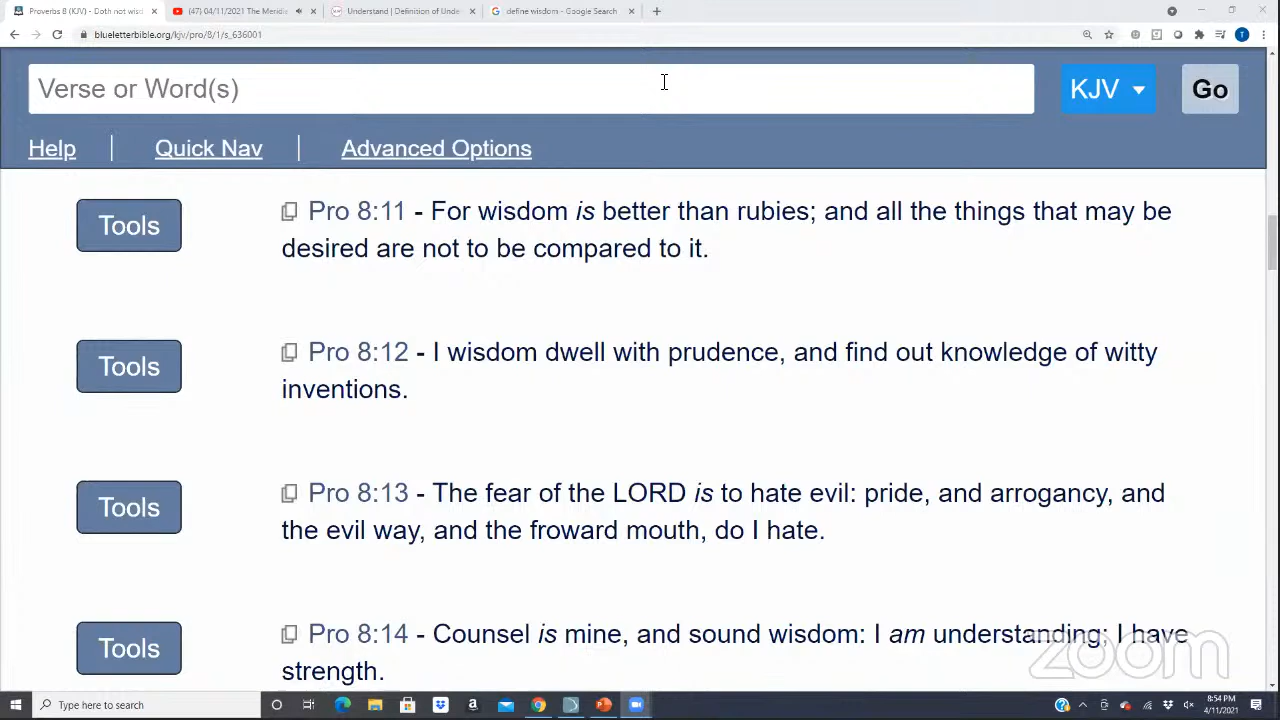 Proverbs 8 (KJV) - Doth not wisd
(47) 04/11/2021 The Meridie
Understand | Definition of Unde
define wisdom - Google Search
blueletterbible.org/kjv/pro/8/1/s_636001
T
Verse or Word(s)
KJV
Go
Help
Quick Nav
Advanced Options
Tools
Pro 8:11 - For wisdom is better than rubies; and all the things that may be
desired are not to be compared to it.
Tools
Pro 8:12 - I wisdom dwell with prudence, and find out knowledge of witty
inventions.
Tools
Pro 8:13 - The fear of the LORD is to hate evil: pride, and arrogancy, and
the evil way, and the froward mouth, do I hate.
Tools
Pro 8:14 - Counsel is mine, and sound wisdom: I am understanding; I have
strength.
zoom
Type here to search
8:54 PM
4/11/2021